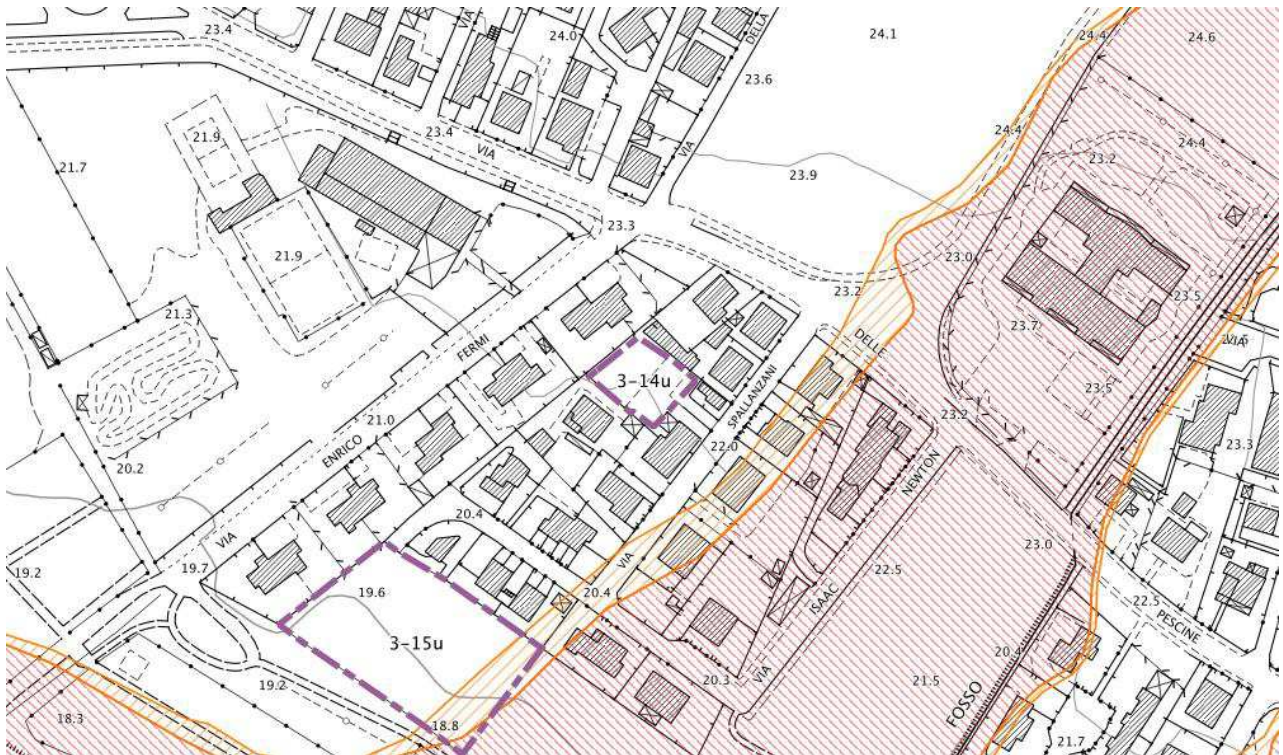 VIA
24.0
DELLA
24.1
24.4
24.6
23.4
23.6
23.4
VIA
VIA
24.4
24.4
23.2
21.9
21.7
23.9
23.3
23.0
21.9
23.2
23.5
21.3
23.7
VIA
DELLE
FERMI
3-14u
23.5
SPALLANZANI
23.2
21.0
22.0
23.3
ENRICO
20.2
NEWTON
20.4
VIA
23.0
19.2
19.7
22.5
VIA
19.6
20.4
ISAAC
22.5
PESCINE
3-15u
20.4
20.3
VIA
19.2
21.5
18.3
18.8
FOSSO
21.7